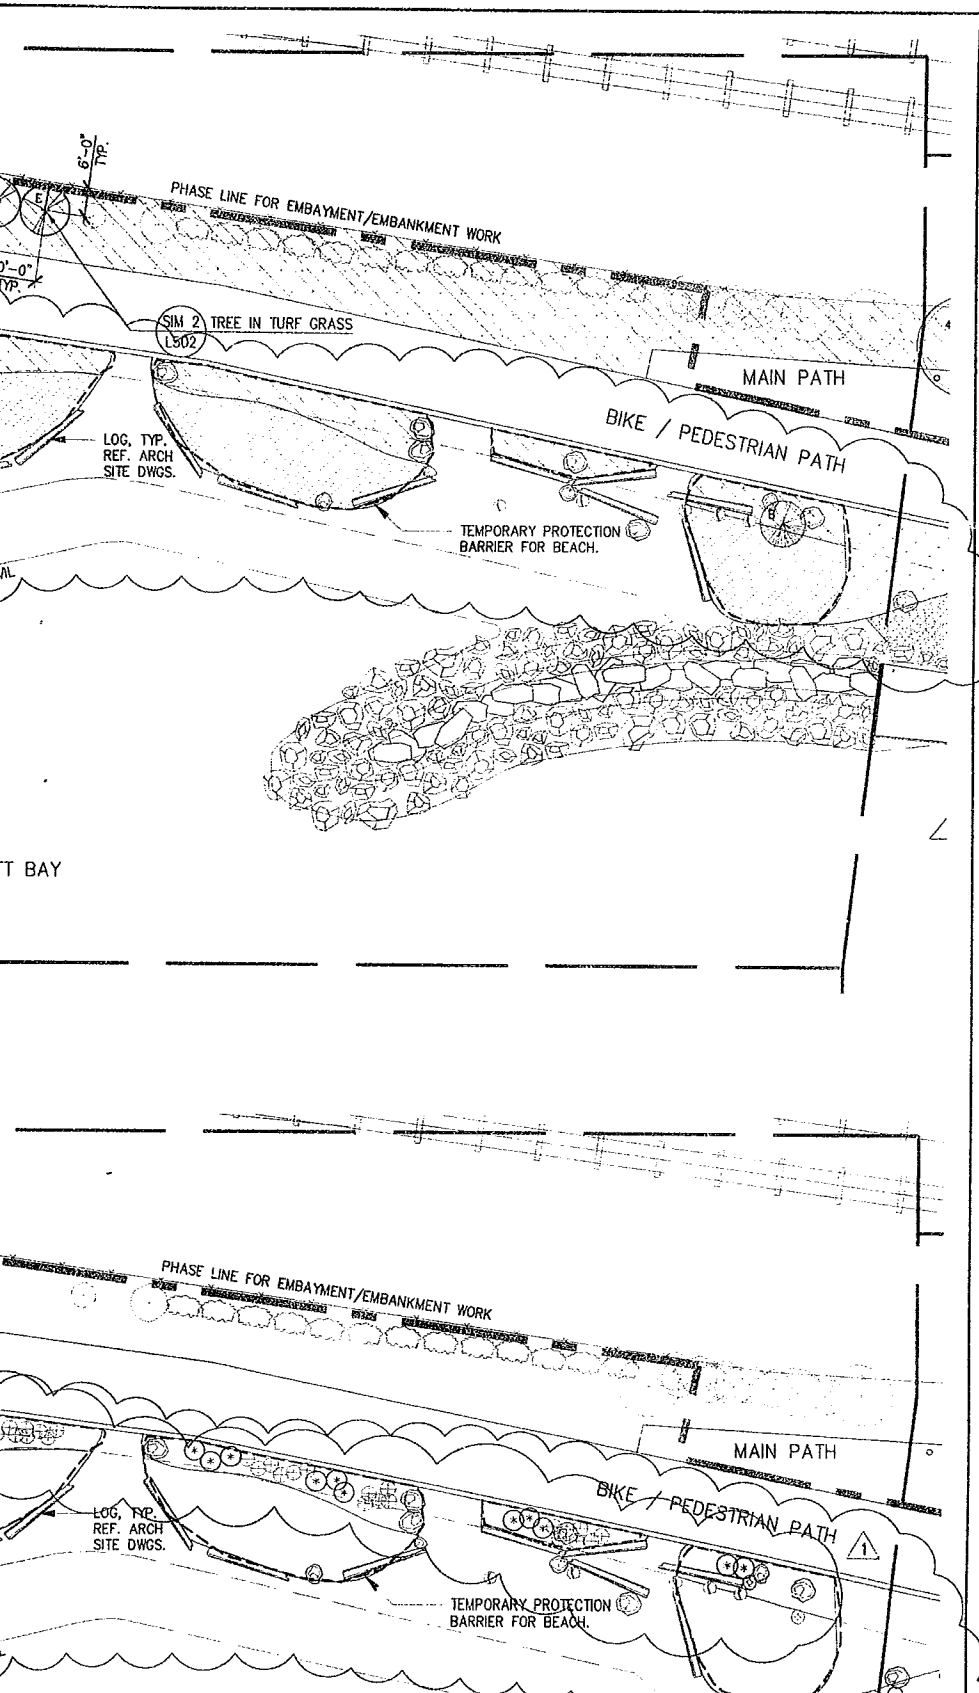 6'-0"
TYP.
E
PHASE LINE FOR EMBAYMENT/EMBANKMENT WORK
0'-0"
TYP.
SIM 2 TREE IN TURF GRASS
L502
MAIN PATH
BIKE / PEDESTRIAN PATH
LOG, TYP.
REF. ARCH
SITE DWGS.
B
TEMPORARY PROTECTION
BARRIER FOR BEACH.
TT BAY
PHASE LINE FOR EMBAYMENT/EMBANKMENT WORK
MAIN PATH
BIKE / PEDESTRIAN PATH
1
LOG, TYP.
REF. ARCH
SITE DWGS.
TEMPORARY PROTECTION
BARRIER FOR BEACH.